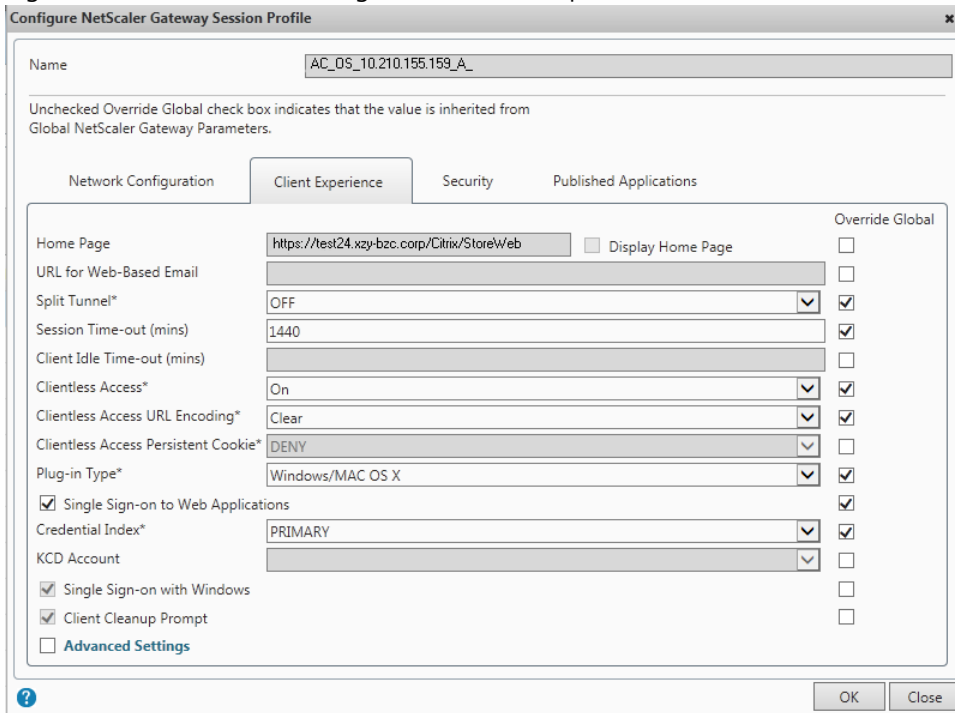 Configure NetScaler Gateway Session Profile
Name AC_OS_10.210.155.159_A_
Unchecked Override Global check box indicates that the value is inherited from
Global NetScaler Gateway Parameters.
Network Configuration Client Experience Security Published Applications
Override Global
Home Page https://test24.xzy-bzc.corp/Citrix/StoreWeb Display Home Page
URL for Web-Based Email
Split Tunnel* OFF
Session Time-out (mins) 1440
Client Idle Time-out (mins)
Clientless Access* On
Clientless Access URL Encoding* Clear
Clientless Access Persistent Cookie* DENY
Plug-in Type* Windows/MAC OS X
Single Sign-on to Web Applications
Credential Index* PRIMARY
KCD Account
Single Sign-on with Windows
Client Cleanup Prompt
Advanced Settings
? OK Close